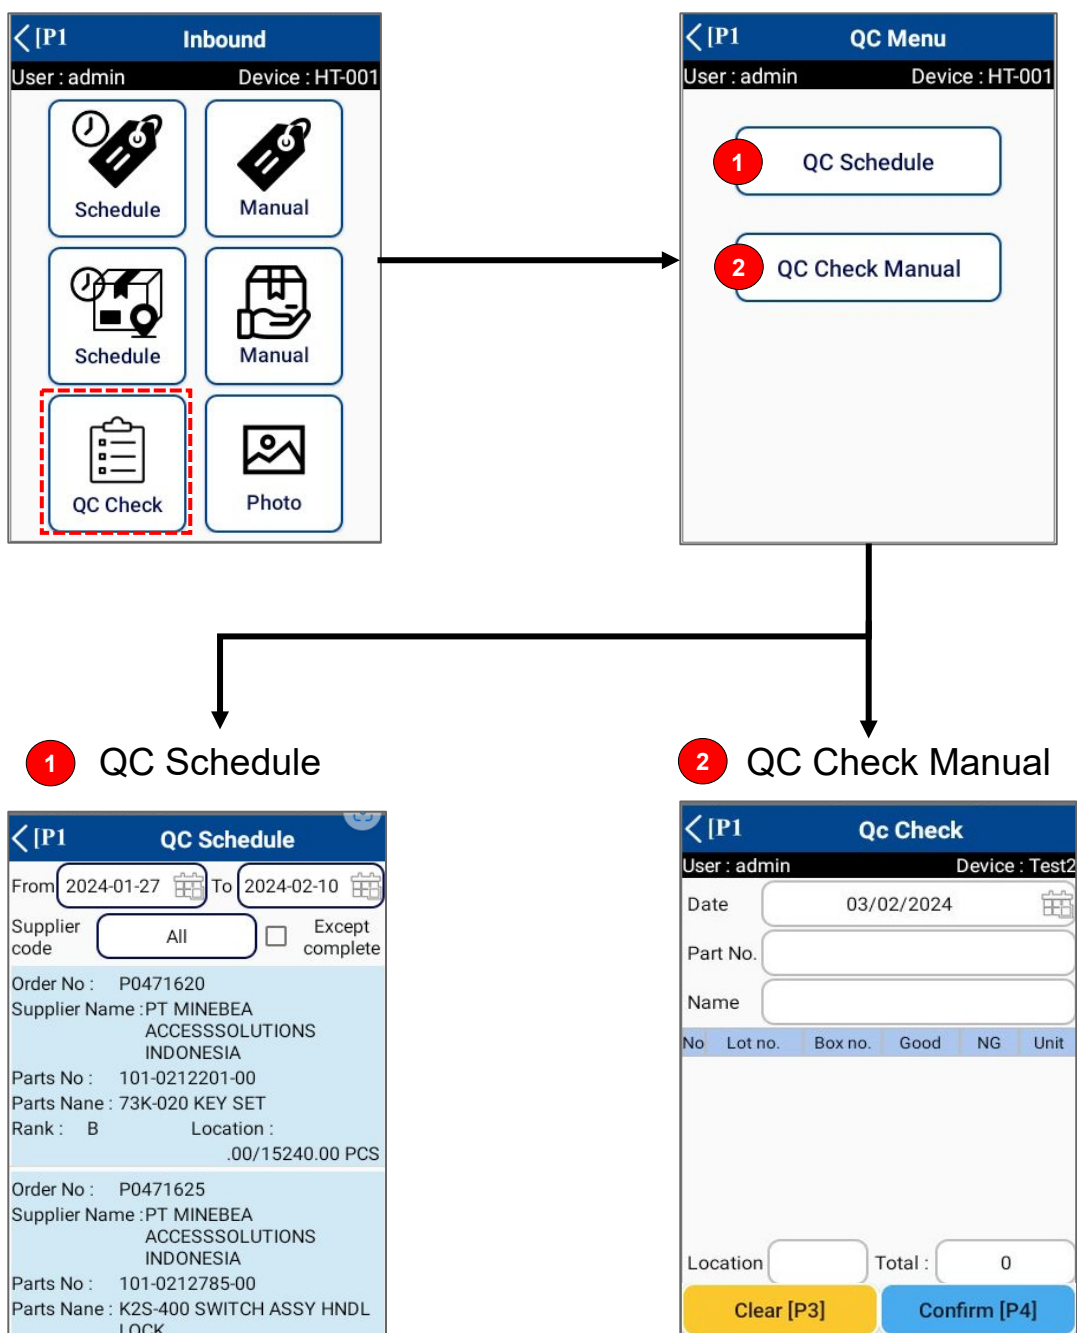 [P1 Inbound
User : admin Device : HT-001
Schedule Manual
Schedule Manual
QC Check Photo
[P1 QC Menu
User : admin Device : HT-001
1 QC Schedule
2 QC Check Manual
1 QC Schedule
[P1 QC Schedule
From 2024-01-27 To 2024-02-10
Supplier code All Except complete
Order No : P0471620
Supplier Name : PT MINEBEA
ACCESSSOLUTIONS
INDONESIA
Parts No : 101-0212201-00
Parts Nane : 73K-020 KEY SET
Rank : B Location :
.00/15240.00 PCS
Order No : P0471625
Supplier Name : PT MINEBEA
ACCESSSOLUTIONS
INDONESIA
Parts No : 101-0212785-00
Parts Nane : K2S-400 SWITCH ASSY HNDL
LOCK
2 QC Check Manual
[P1 Qc Check
User : admin Device : Test2
Date 03/02/2024
Part No.
Name
No Lot no. Box no. Good NG Unit
Location Total : 0
Clear [P3] Confirm [P4]